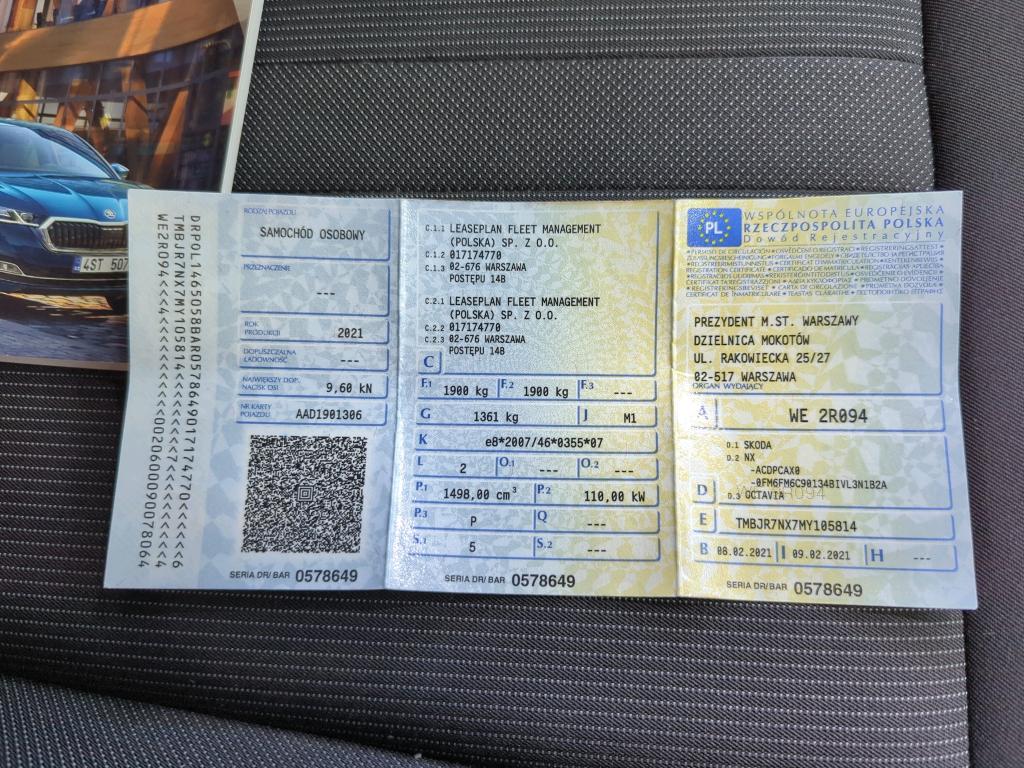 4ST 507
DRPOL1465058BAR0578649017174770<<<<<<6
TMBJR7NX7MY105814<<<<<<<<<7<<<<<<<<<<4
WE2R094<<<4<<<<<<<<<<<0020600090078064
RODZAJ POJAZDU
SAMOCHÓD OSOBOWY
PRZEZNACZENIE
---
ROK PRODUKCJI 2021
DOPUSZCZALNA ŁADOWNOŚĆ ---
NAJWIĘKSZY DOP. NACISK OSI 9,60 kN
NR KARTY POJAZDU AAD1901306
SERIA DR/BAR 0578649
C.1.1 LEASEPLAN FLEET MANAGEMENT
(POLSKA) SP. Z O.O.
C.1.2 017174770
C.1.3 02-676 WARSZAWA
POSTĘPU 14B
C.2.1 LEASEPLAN FLEET MANAGEMENT
(POLSKA) SP. Z O.O.
C.2.2 017174770
C.2.3 02-676 WARSZAWA
POSTĘPU 14B
C
F.1 1900 kg F.2 1900 kg F.3 ---
G 1361 kg J M1
K e8*2007/46*0355*07
L 2 O.1 --- O.2 ---
P.1 1498,00 cm³ P.2 110,00 kW
P.3 P Q ---
S.1 5 S.2 ---
SERIA DR/BAR 0578649
PL
WSPÓLNOTA EUROPEJSKA
RZECZPOSPOLITA POLSKA
Dowód Rejestracyjny
PREZYDENT M.ST. WARSZAWY
DZIELNICA MOKOTÓW
UL. RAKOWIECKA 25/27
02-517 WARSZAWA
ORGAN WYDAJĄCY
A WE 2R094
D.1 SKODA
D.2 NX
-ACDPCAX0
-0FM6FM6C90134BIVL3N1B2A
D D.3 OCTAVIA
E TMBJR7NX7MY105814
B 08.02.2021 I 09.02.2021 H ---
SERIA DR/BAR 0578649